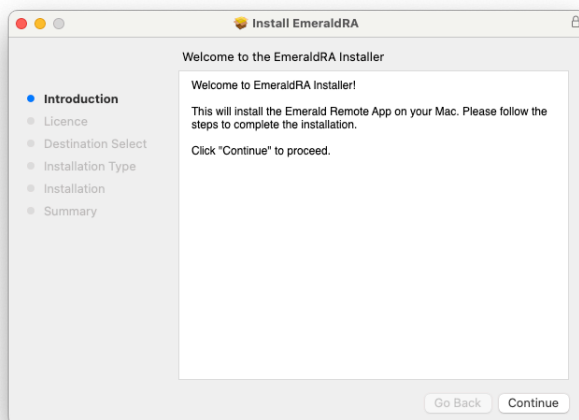 Install EmeraldRA
Welcome to the EmeraldRA Installer
Introduction
Licence
Destination Select
Installation Type
Installation
Summary
Welcome to EmeraldRA Installer!
This will install the Emerald Remote App on your Mac. Please follow the
steps to complete the installation.
Click "Continue" to proceed.
Go Back
Continue